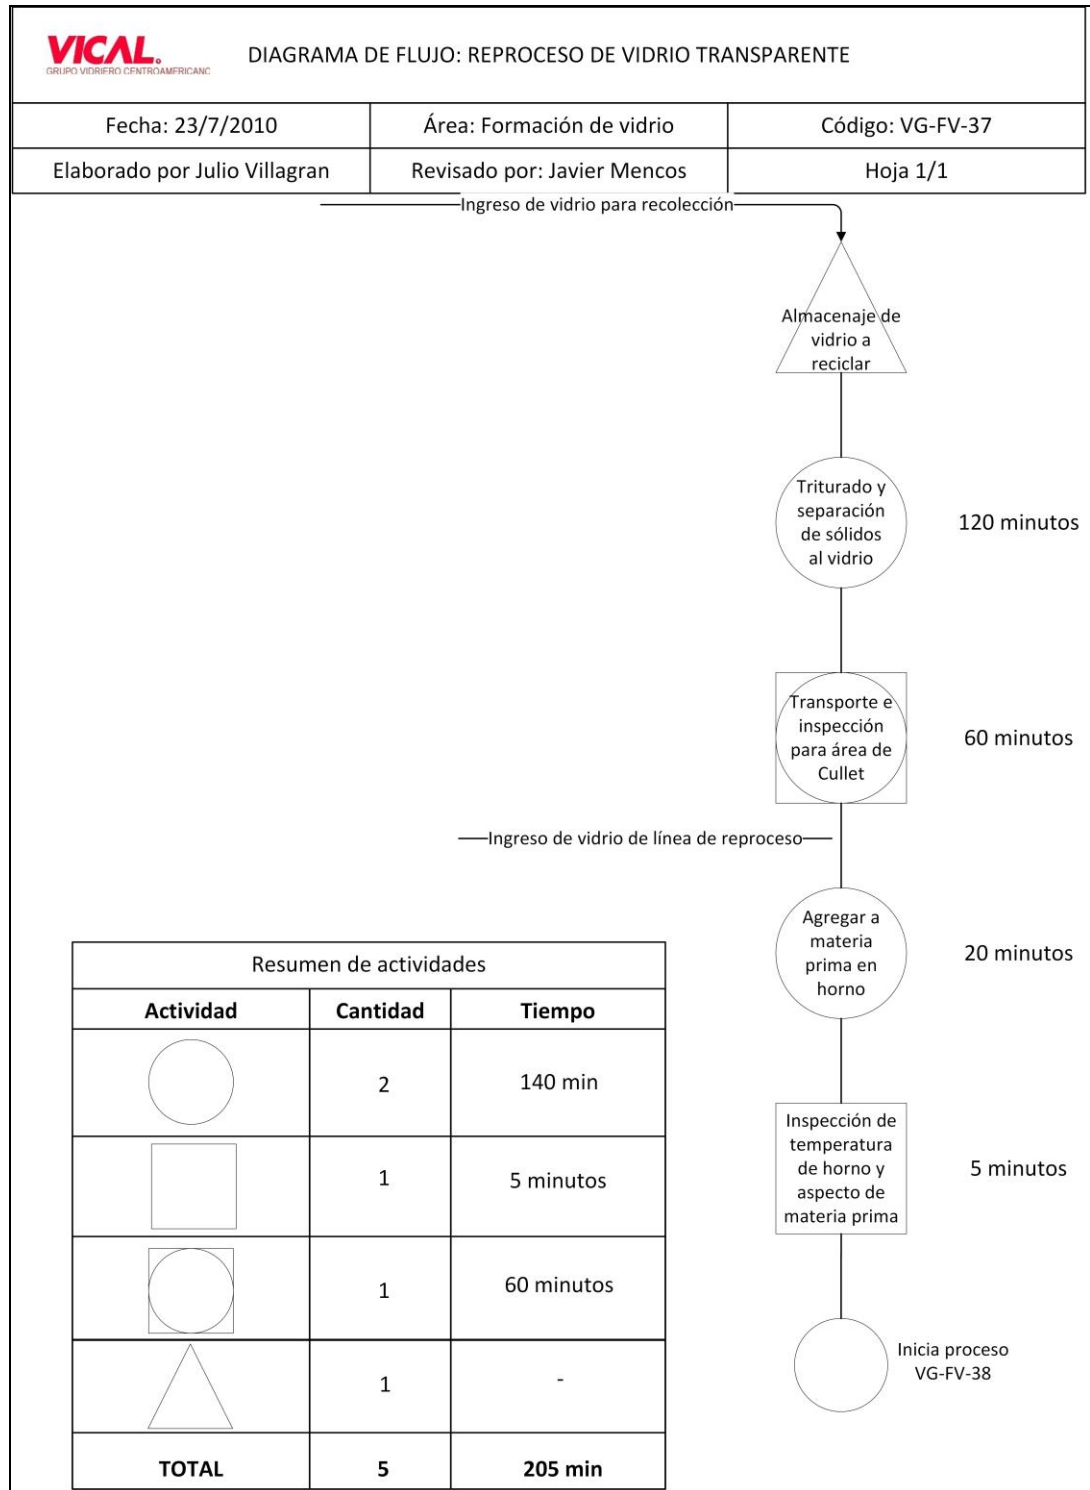 VICAL.
GRUPO VIDRIERO CENTROAMERICANO
DIAGRAMA DE FLUJO: REPROCESO DE VIDRIO TRANSPARENTE
Fecha: 23/7/2010
Área: Formación de vidrio
Código: VG-FV-37
Elaborado por Julio Villagran
Revisado por: Javier Mencos
Hoja 1/1
Ingreso de vidrio para recolección
Almacenaje de
vidrio a
reciclar
Triturado y
separación
de sólidos
al vidrio
120 minutos
Transporte e
inspección
para área de
Cullet
60 minutos
Ingreso de vidrio de línea de reproceso
Agregar a
materia
prima en
horno
20 minutos
Inspección de
temperatura
de horno y
aspecto de
materia prima
5 minutos
Inicia proceso
VG-FV-38
Resumen de actividades
Actividad
Cantidad
Tiempo
2
140 min
1
5 minutos
1
60 minutos
1
-
TOTAL
5
205 min